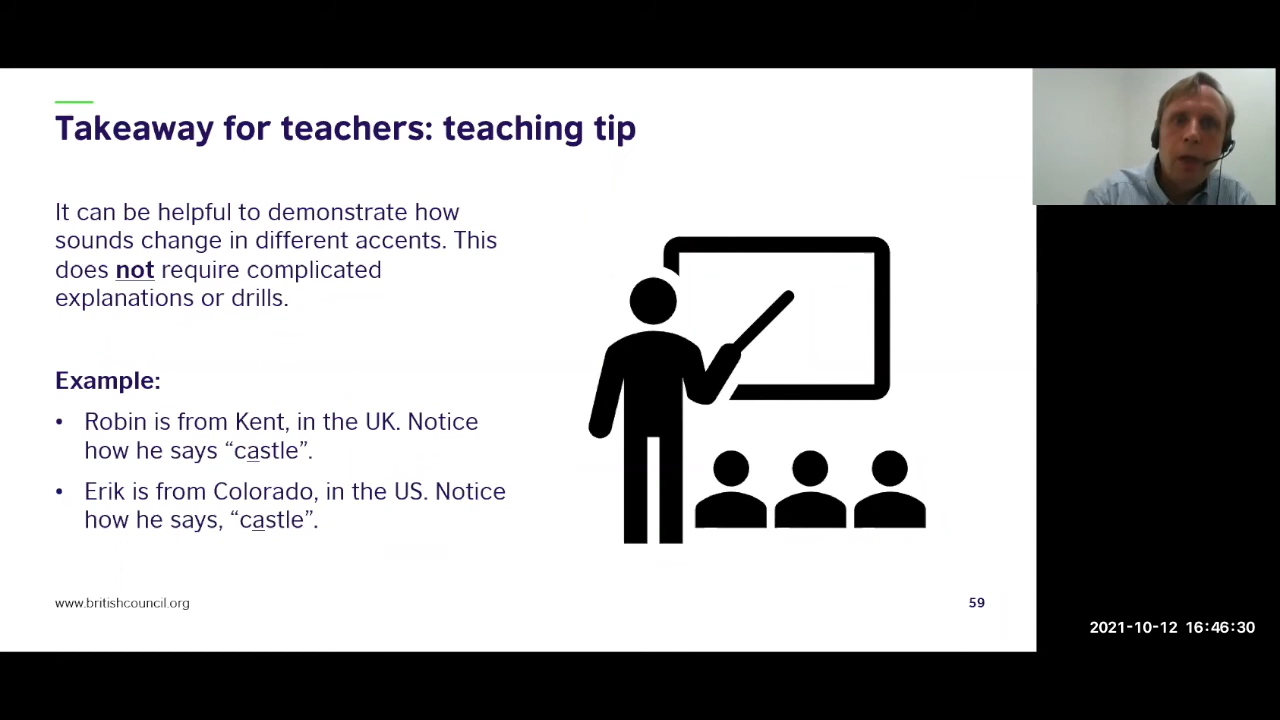 Takeaway for teachers: teaching tip
It can be helpful to demonstrate how
sounds change in different accents. This
does not require complicated
explanations or drills.
Example:
• Robin is from Kent, in the UK. Notice
how he says “castle”.
• Erik is from Colorado, in the US. Notice
how he says, “castle”.
www.britishcouncil.org
59
2021-10-12 16:46:30